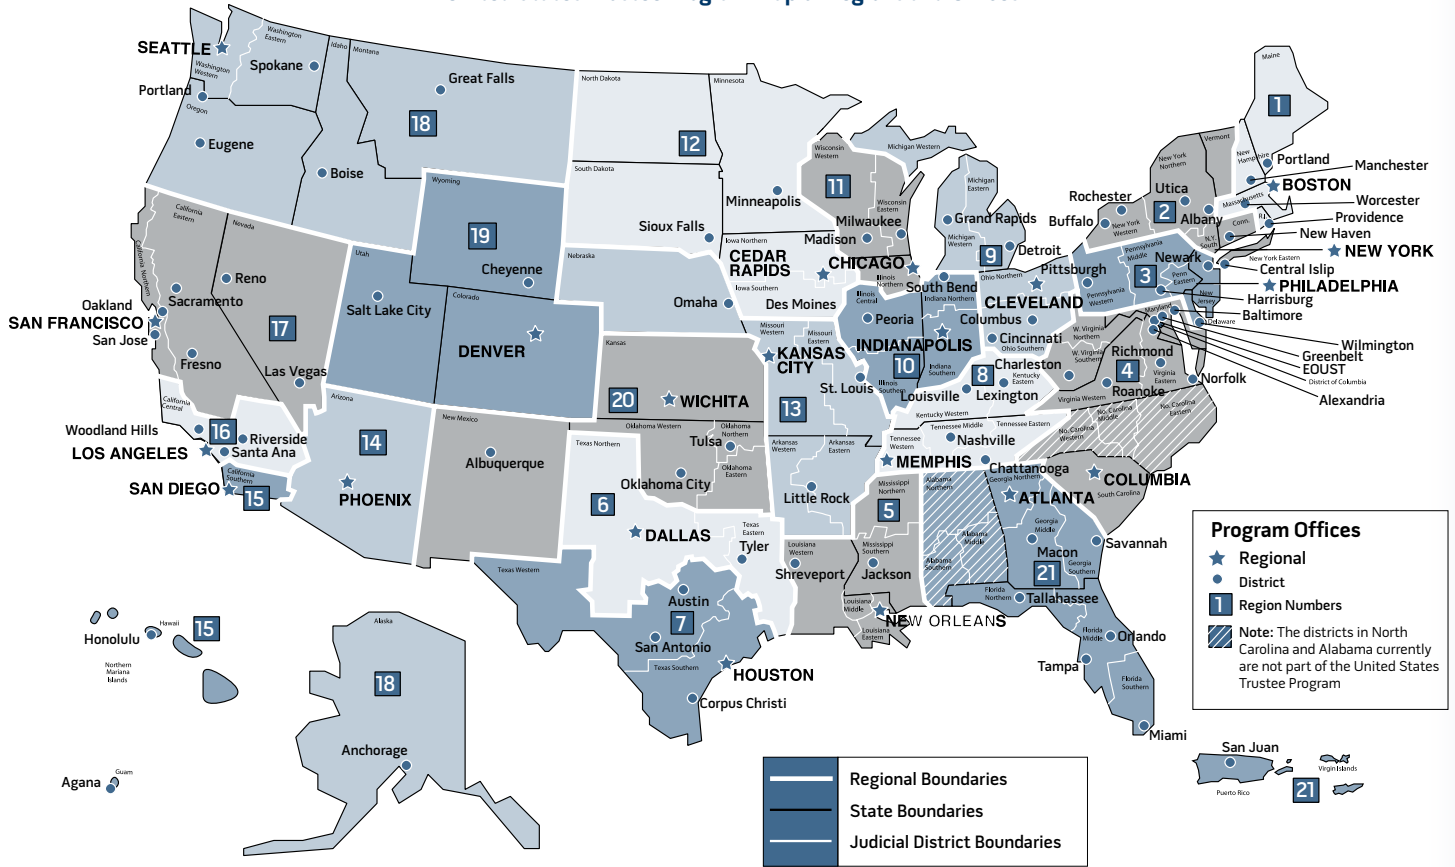 SEATTLE
Washington
Eastern
Washington
Western
Spokane
Idaho
Montana
Great Falls
Portland
Oregon
Eugene
Boise
18
North Dakota
Minnesota
12
South Dakota
Minneapolis
Sioux Falls
Wyoming
19
Cheyenne
Nebraska
Omaha
Iowa Northern
CEDAR
RAPIDS
Iowa Southern
Des Moines
Wisconsin
Western
11
Wisconsin
Eastern
Milwaukee
Madison
CHICAGO
Illinois
Northern
Michigan Western
Michigan
Eastern
Grand Rapids
Michigan
Western
9
Detroit
South Bend
Indiana Northern
Ohio Northern
CLEVELAND
Columbus
Cincinnati
Ohio Southern
Maine
1
Vermont
New
Hampshire
Portland
Manchester
BOSTON
Massachusetts
Worcester
Providence
R.I.
Conn.
New Haven
New York
Northern
Utica
2
Albany
Rochester
Buffalo
New York
Western
N.Y.
South
NEW YORK
New York Eastern
Central Islip
Pennsylvania
Middle
Newark
3
Penn
Eastern
Pittsburgh
Pennsylvania
Western
New
Jersey
PHILADELPHIA
Harrisburg
Baltimore
Maryland
Delaware
Wilmington
Greenbelt
EOUST
District of Columbia
Alexandria
Norfolk
W. Virginia
Northern
W. Virginia
Southern
Charleston
Richmond
4
Virginia
Eastern
Roanoke
Virginia Western
California
Eastern
California Northern
Nevada
Reno
Sacramento
Oakland
SAN FRANCISCO
San Jose
Fresno
17
Las Vegas
California
Central
Woodland Hills
16
Riverside
LOS ANGELES
Santa Ana
California
Southern
SAN DIEGO
15
Utah
Salt Lake City
Colorado
DENVER
Arizona
14
PHOENIX
New Mexico
Albuquerque
Kansas
20
WICHITA
Oklahoma Western
Oklahoma
Northern
Tulsa
Oklahoma
Eastern
Oklahoma City
Missouri
Western
Missouri
Eastern
KANSAS
CITY
St. Louis
13
Arkansas
Western
Arkansas
Eastern
Little Rock
Illinois
Central
Peoria
INDIANAPOLIS
10
Illinois
Southern
Indiana
Southern
8
Louisville
Lexington
Kentucky
Eastern
Kentucky Western
Tennessee
Western
Tennessee Middle
Tennessee Eastern
Nashville
MEMPHIS
Chattanooga
No. Carolina
Western
No. Carolina
Middle
No. Carolina
Eastern
COLUMBIA
South Carolina
Georgia Northern
ATLANTA
Georgia
Middle
Macon
Georgia
Southern
Savannah
21
Alabama
Northern
Alabama
Middle
Alabama
Southern
Mississippi
Northern
5
Mississippi
Southern
Jackson
Louisiana
Western
Shreveport
Louisiana
Middle
Louisiana
Eastern
NEW ORLEANS
Texas Northern
6
DALLAS
Texas
Eastern
Tyler
Texas Western
Austin
7
San Antonio
Texas Southern
HOUSTON
Corpus Christi
Florida
Northern
Tallahassee
Florida
Middle
Orlando
Tampa
Florida
Southern
Miami
Honolulu
Hawaii
15
Northern
Mariana
Islands
Guam
Agana
Alaska
18
Anchorage
San Juan
Puerto Rico
Virgin Islands
21
Program Offices
Regional
District
1 Region Numbers
Note: The districts in North
Carolina and Alabama currently
are not part of the United States
Trustee Program
Regional Boundaries
State Boundaries
Judicial District Boundaries